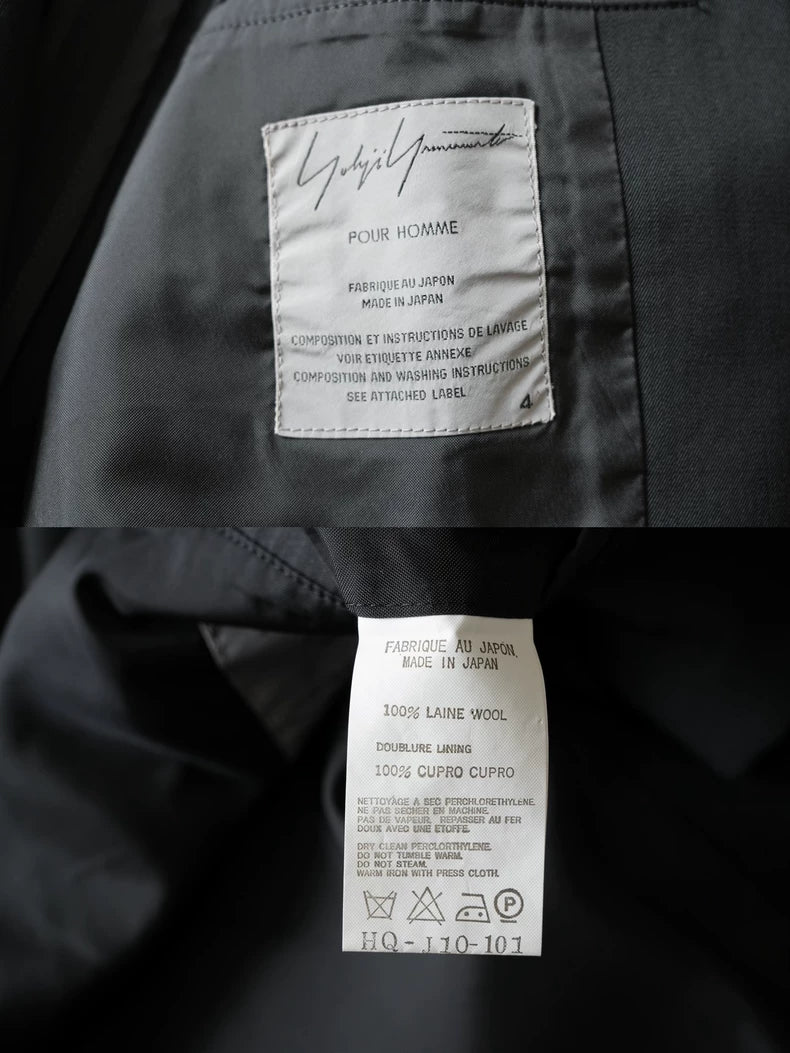 Yohji Yamamoto
POUR HOMME
FABRIQUE AU JAPON
MADE IN JAPAN
COMPOSITION ET INSTRUCTIONS DE LAVAGE
VOIR ETIQUETTE ANNEXE
COMPOSITION AND WASHING INSTRUCTIONS
SEE ATTACHED LABEL
4
FABRIQUE AU JAPON.
MADE IN JAPAN
100% LAINE WOOL
DOUBLURE LINING
100% CUPRO CUPRO
NETTOYAGE A SEC PERCHLORETHYLENE.
NE PAS SECHER EN MACHINE.
PAS DE VAPEUR. REPASSER AU FER
DOUX AVEC UNE ETOFFE.
DRY CLEAN PERCLORTHYLENE.
DO NOT TUMBLE WARM.
DO NOT STEAM.
WARM IRON WITH PRESS CLOTH.
P
HQ-J10-101